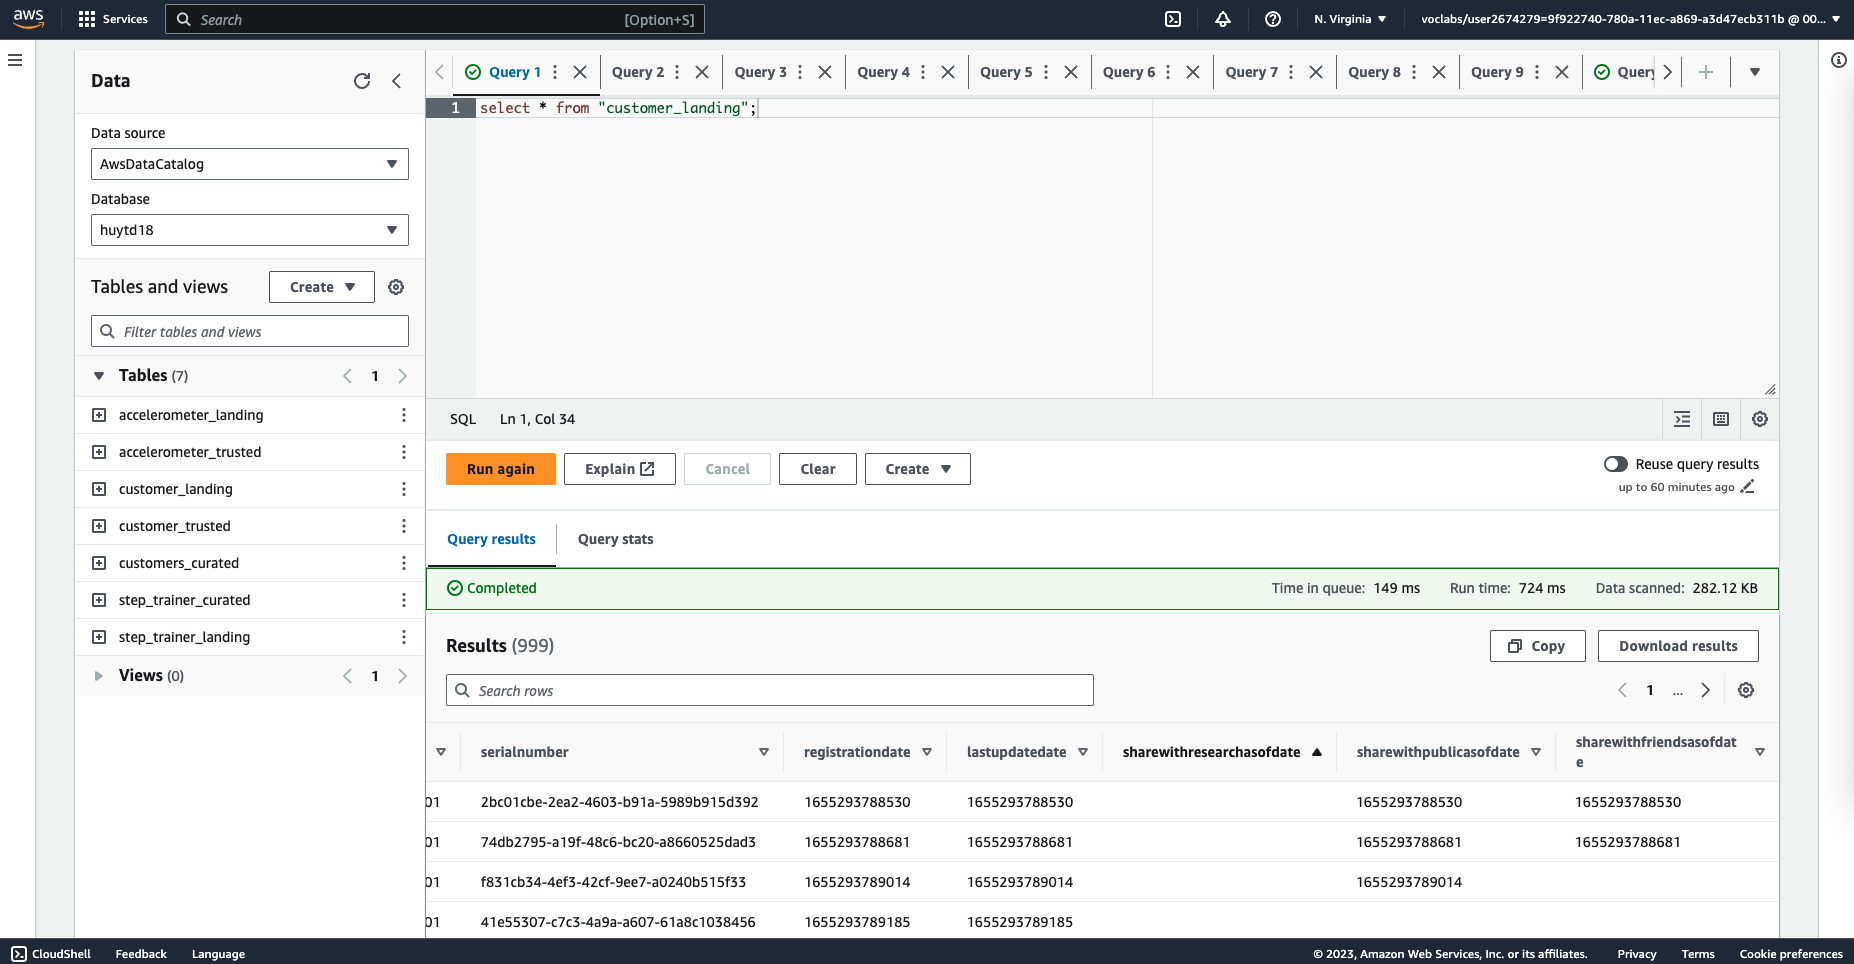 aws Services Search [Option+S] N. Virginia voclabs/user2674279=9f922740-780a-11ec-a869-a3d47ecb311b @ 00...
Data
Data source
AwsDataCatalog
Database
huytd18
Tables and views Create
Filter tables and views
Tables (7) 1
accelerometer_landing
accelerometer_trusted
customer_landing
customer_trusted
customers_curated
step_trainer_curated
step_trainer_landing
Views (0) 1
Query 1 Query 2 Query 3 Query 4 Query 5 Query 6 Query 7 Query 8 Query 9 Query
1 select * from "customer_landing";
SQL Ln 1, Col 34
Run again Explain Cancel Clear Create Reuse query results
up to 60 minutes ago
Query results Query stats
Completed Time in queue: 149 ms Run time: 724 ms Data scanned: 282.12 KB
Results (999) Copy Download results
Search rows 1 ...
serialnumber registrationdate lastupdatedate sharewithresearchasofdate sharewithpublicasofdate sharewithfriendsasofdat
e
01 2bc01cbe-2ea2-4603-b91a-5989b915d392 1655293788530 1655293788530 1655293788530 1655293788530
01 74db2795-a19f-48c6-bc20-a8660525dad3 1655293788681 1655293788681 1655293788681 1655293788681
01 f831cb34-4ef3-42cf-9ee7-a0240b515f33 1655293789014 1655293789014 1655293789014
01 41e55307-c7c3-4a9a-a607-61a8c1038456 1655293789185 1655293789185
CloudShell Feedback Language © 2023, Amazon Web Services, Inc. or its affiliates. Privacy Terms Cookie preferences